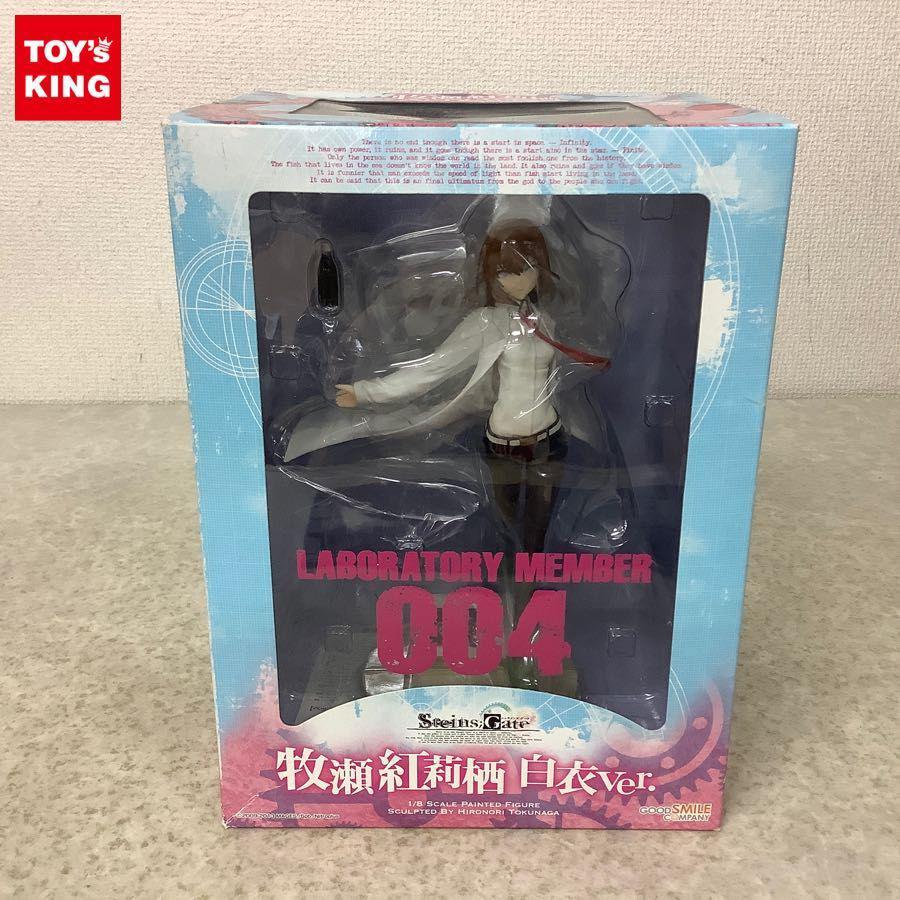 TOY's
KING
There is no end though there is a start in space — Infinity.
It has own power, it ruins, and it goes though there is a start also in the star. — Finite.
Only the person who was wisdom can read the most foolish one from the history.
The fish that lives in the sea doesn't know the world in the land. It also ruins and goes if they have wisdom
It is funnier that man exceeds the speed of light than fish start living in the land.
It can be said that this is an final ultimatum from the god to the people who can fight.
LABORATORY MEMBER
004
Steins;Gate
牧瀬 紅莉栖 白衣ver.
1/8 SCALE PAINTED FIGURE
SCULPTED BY HIRONORI TOKUNAGA
GOOD SMILE
COMPANY